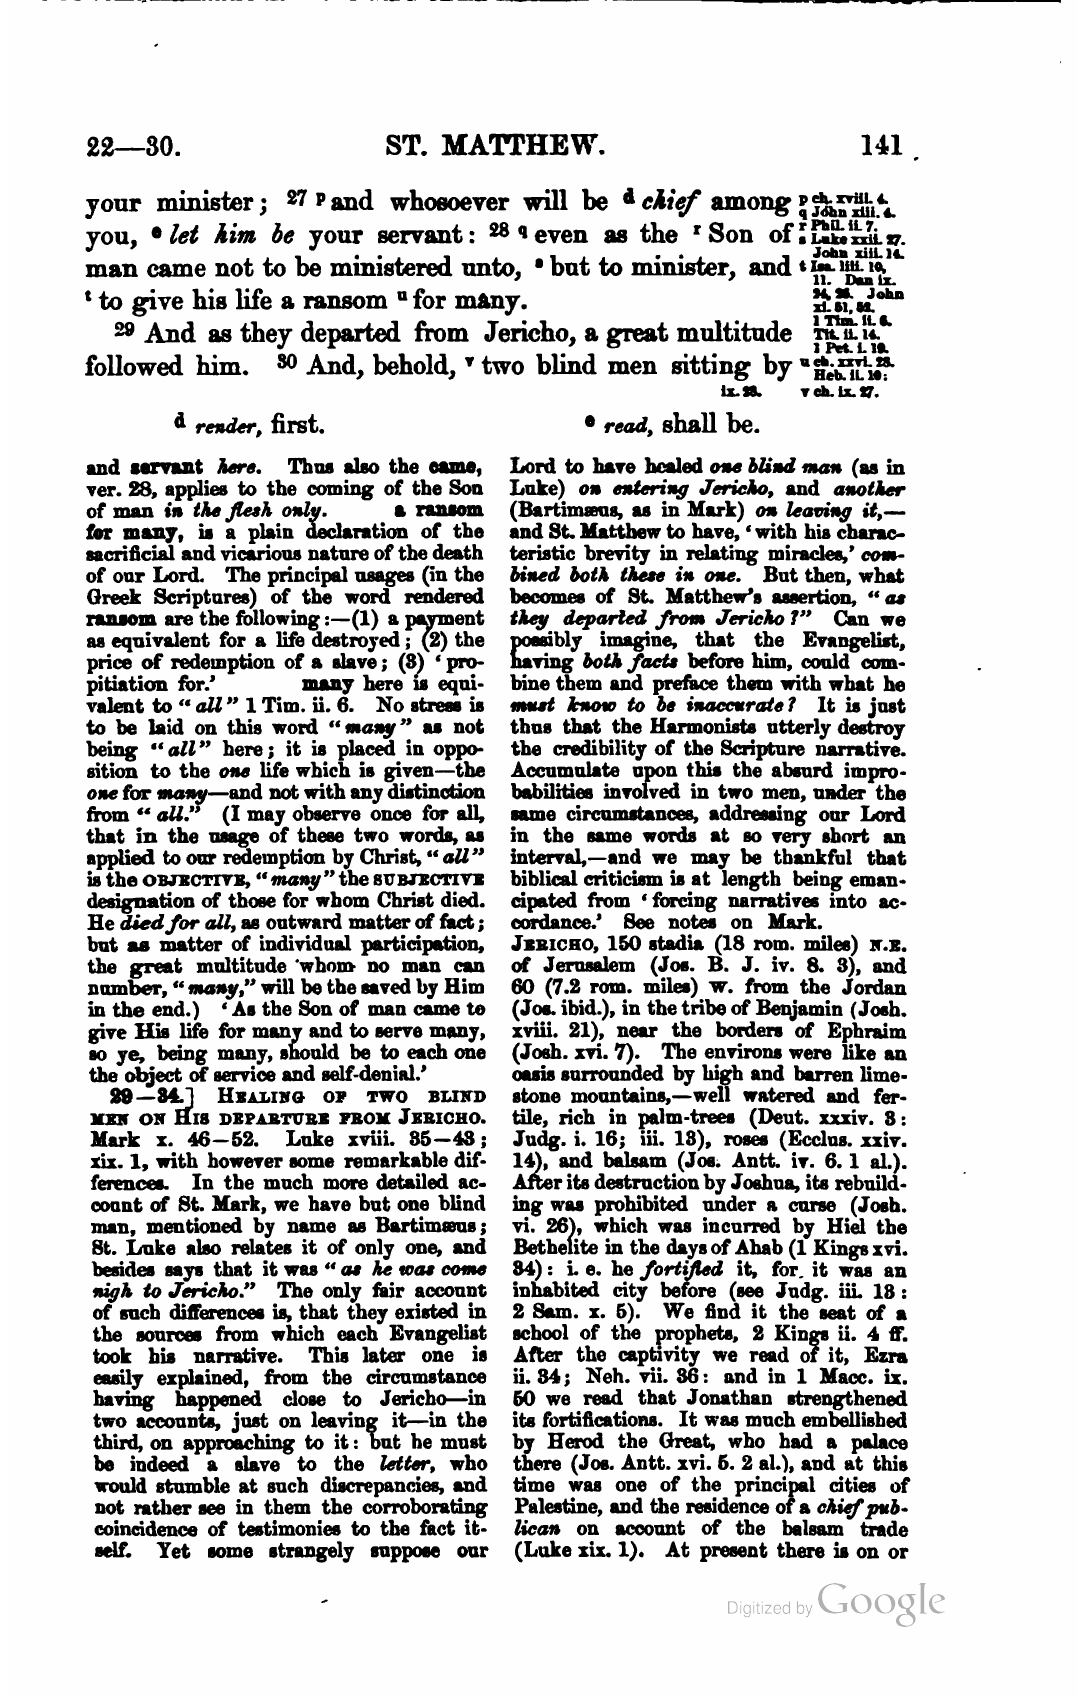 22—30. ST. MATTHEW. 141
your minister; 27 p and whosoever will be d chief among
you, e let him be your servant: 28 q even as the r Son of
man came not to be ministered unto, s but to minister, and
t to give his life a ransom u for many.
29 And as they departed from Jericho, a great multitude
followed him. 30 And, behold, v two blind men sitting by
p ch. xviii. 4.
q John xiii. 4.
r Phil. ii. 7.
s Luke xxii. 27.
John xiii. 14.
t Isa. liii. 10,
11. Dan ix.
24, 26. John
xi. 51, 52.
1 Tim. ii. 6.
Tit. ii. 14.
1 Pet. i. 19.
u ch. xxvi. 28.
Heb. ii. 10:
ix. 28. v ch. ix. 27.
d render, first. e read, shall be.
and servant here. Thus also the came,
ver. 28, applies to the coming of the Son
of man in the flesh only. a ransom
for many, is a plain declaration of the
sacrificial and vicarious nature of the death
of our Lord. The principal usages (in the
Greek Scriptures) of the word rendered
ransom are the following:—(1) a payment
as equivalent for a life destroyed; (2) the
price of redemption of a slave; (3) ‘pro-
pitiation for.’ many here is equi-
valent to “all” 1 Tim. ii. 6. No stress is
to be laid on this word “many” as not
being “all” here; it is placed in oppo-
sition to the one life which is given—the
one for many—and not with any distinction
from “all.” (I may observe once for all,
that in the usage of these two words, as
applied to our redemption by Christ, “all”
is the OBJECTIVE, “many” the SUBJECTIVE
designation of those for whom Christ died.
He died for all, as outward matter of fact;
but as matter of individual participation,
the great multitude whom no man can
number, “many,” will be the saved by Him
in the end.) ‘As the Son of man came to
give His life for many and to serve many,
so ye, being many, should be to each one
the object of service and self-denial.’
29—34.] HEALING OF TWO BLIND
MEN ON HIS DEPARTURE FROM JERICHO.
Mark x. 46—52. Luke xviii. 35—43;
xix. 1, with however some remarkable dif-
ferences. In the much more detailed ac-
count of St. Mark, we have but one blind
man, mentioned by name as Bartimæus;
St. Luke also relates it of only one, and
besides says that it was “as he was come
nigh to Jericho.” The only fair account
of such differences is, that they existed in
the sources from which each Evangelist
took his narrative. This later one is
easily explained, from the circumstance
having happened close to Jericho—in
two accounts, just on leaving it—in the
third, on approaching to it: but he must
be indeed a slave to the letter, who
would stumble at such discrepancies, and
not rather see in them the corroborating
coincidence of testimonies to the fact it-
self. Yet some strangely suppose our
Lord to have healed one blind man (as in
Luke) on entering Jericho, and another
(Bartimæus, as in Mark) on leaving it,—
and St. Matthew to have, ‘with his charac-
teristic brevity in relating miracles,’ com-
bined both these in one. But then, what
becomes of St. Matthew’s assertion, “as
they departed from Jericho?” Can we
possibly imagine, that the Evangelist,
having both facts before him, could com-
bine them and preface them with what he
must know to be inaccurate? It is just
thus that the Harmonists utterly destroy
the credibility of the Scripture narrative.
Accumulate upon this the absurd impro-
babilities involved in two men, under the
same circumstances, addressing our Lord
in the same words at so very short an
interval,—and we may be thankful that
biblical criticism is at length being eman-
cipated from ‘forcing narratives into ac-
cordance.’ See notes on Mark.
JERICHO, 150 stadia (18 rom. miles) N.E.
of Jerusalem (Jos. B. J. iv. 8. 3), and
60 (7.2 rom. miles) W. from the Jordan
(Jos. ibid.), in the tribe of Benjamin (Josh.
xviii. 21), near the borders of Ephraim
(Josh. xvi. 7). The environs were like an
oasis surrounded by high and barren lime-
stone mountains,—well watered and fer-
tile, rich in palm-trees (Deut. xxxiv. 3:
Judg. i. 16; iii. 13), roses (Ecclus. xxiv.
14), and balsam (Jos. Antt. iv. 6. 1 al.).
After its destruction by Joshua, its rebuild-
ing was prohibited under a curse (Josh.
vi. 26), which was incurred by Hiel the
Bethelite in the days of Ahab (1 Kings xvi.
34): i. e. he fortified it, for it was an
inhabited city before (see Judg. iii. 13:
2 Sam. x. 5). We find it the seat of a
school of the prophets, 2 Kings ii. 4 ff.
After the captivity we read of it, Ezra
ii. 34; Neh. vii. 36: and in 1 Macc. ix.
50 we read that Jonathan strengthened
its fortifications. It was much embellished
by Herod the Great, who had a palace
there (Jos. Antt. xvi. 5. 2 al.), and at this
time was one of the principal cities of
Palestine, and the residence of a chief pub-
lican on account of the balsam trade
(Luke xix. 1). At present there is on or
Digitized by Google